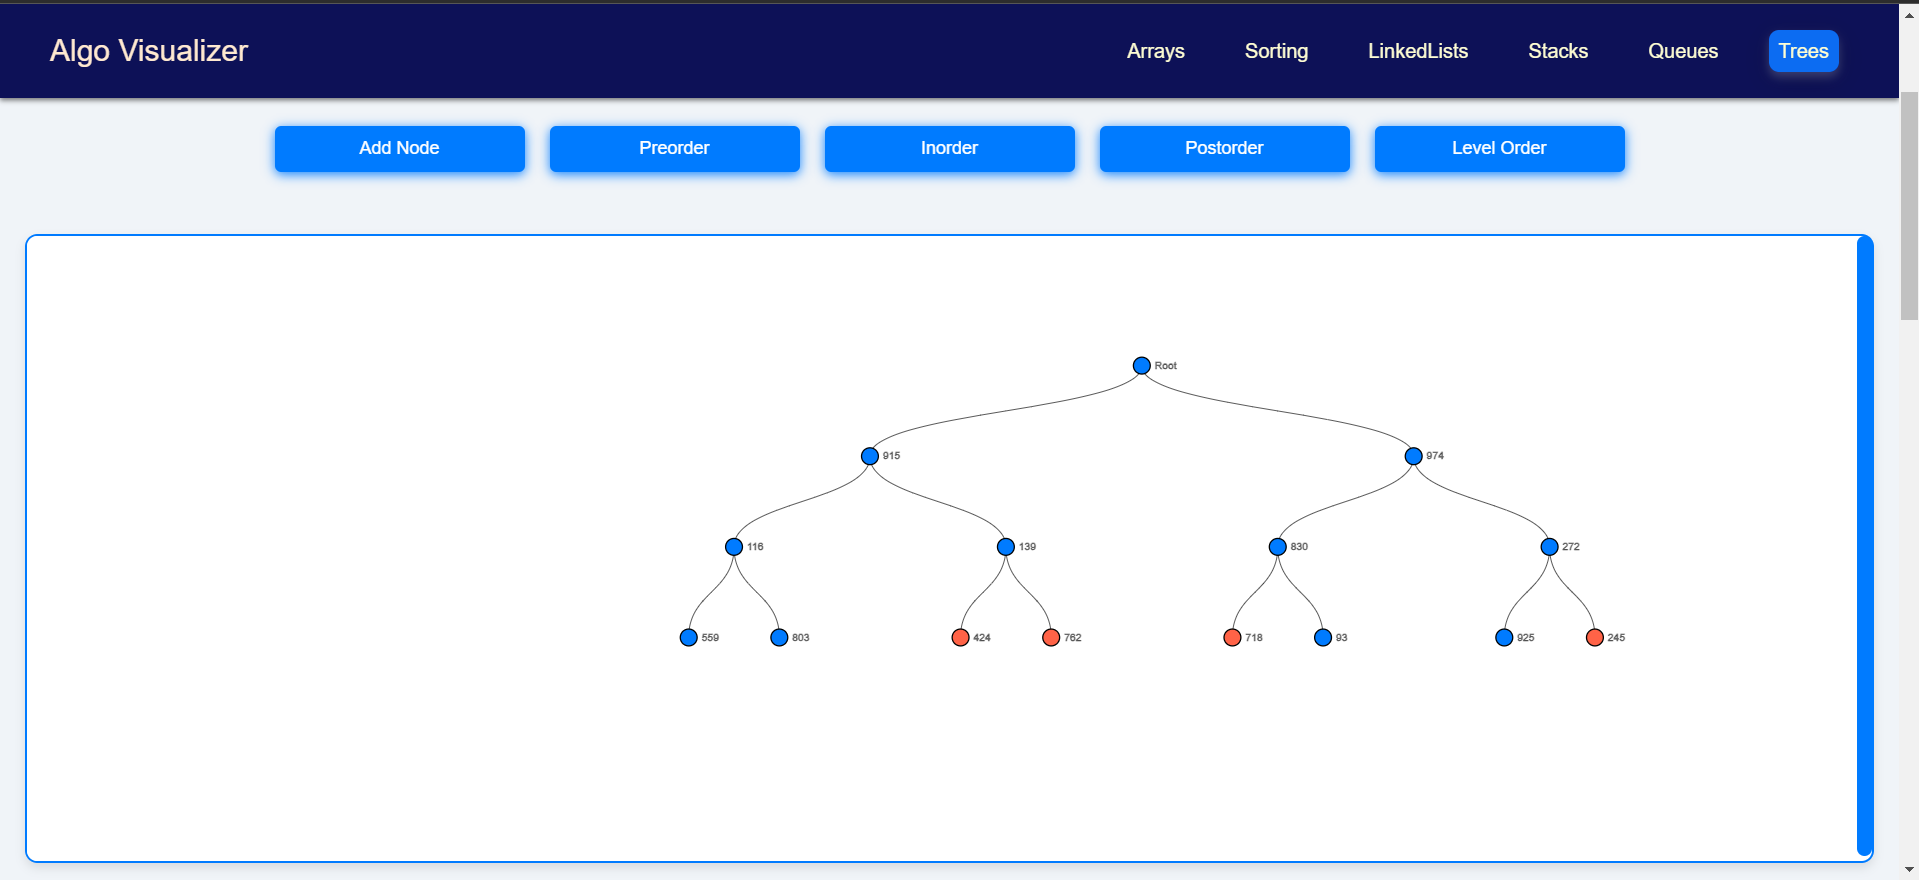 Algo Visualizer Arrays Sorting LinkedLists Stacks Queues Trees
Add Node Preorder Inorder Postorder Level Order
Root
915 974
116 139 830 272
559 803 424 762 718 93 925 245